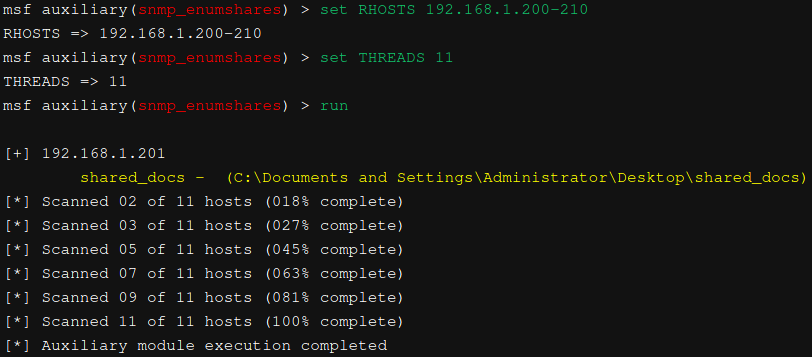 msf auxiliary(snmp_enumshares) > set RHOSTS 192.168.1.200-210
RHOSTS => 192.168.1.200-210
msf auxiliary(snmp_enumshares) > set THREADS 11
THREADS => 11
msf auxiliary(snmp_enumshares) > run

[+] 192.168.1.201
        shared_docs -  (C:\Documents and Settings\Administrator\Desktop\shared_docs)
[*] Scanned 02 of 11 hosts (018% complete)
[*] Scanned 03 of 11 hosts (027% complete)
[*] Scanned 05 of 11 hosts (045% complete)
[*] Scanned 07 of 11 hosts (063% complete)
[*] Scanned 09 of 11 hosts (081% complete)
[*] Scanned 11 of 11 hosts (100% complete)
[*] Auxiliary module execution completed